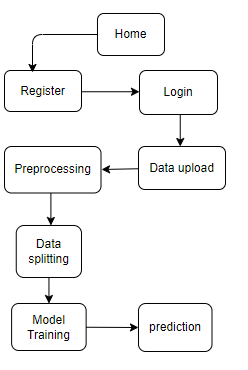 Home
Register
Login
Data upload
Preprocessing
Data
splitting
Model
Training
prediction